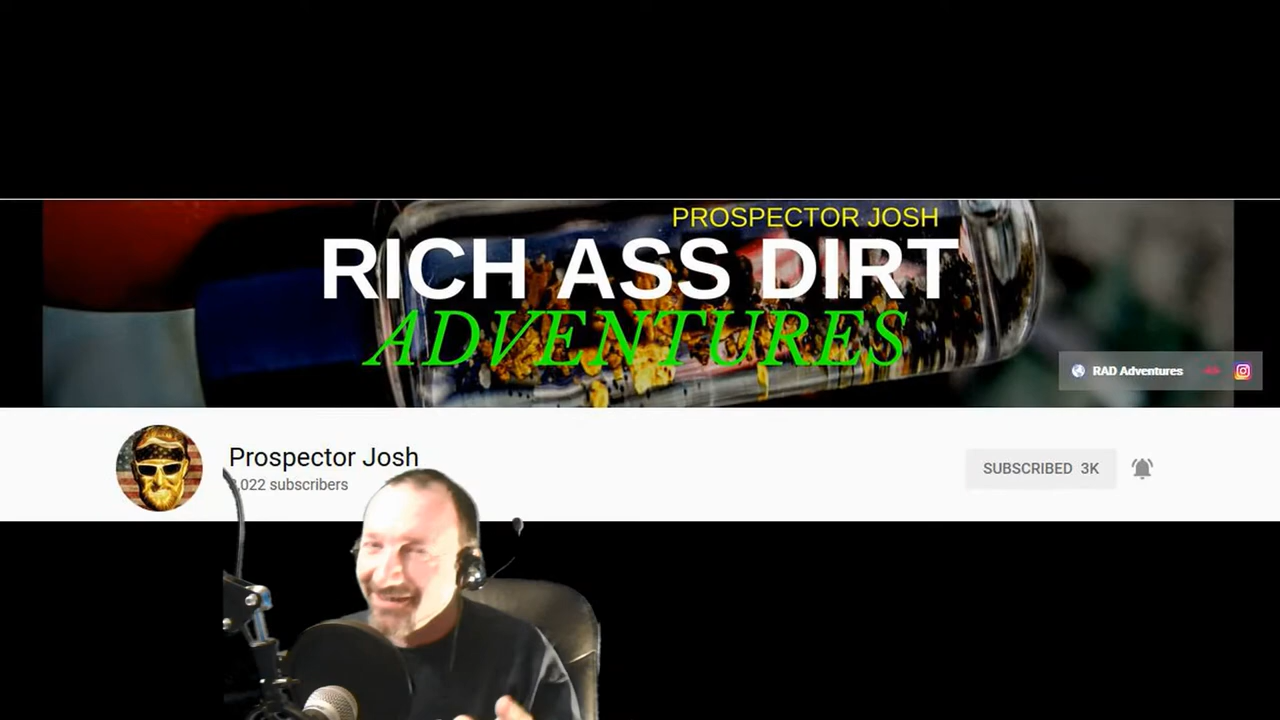 PROSPECTOR JOSH
RICH ASS DIRT
ADVENTURES
RAD Adventures
Prospector Josh
,022 subscribers
SUBSCRIBED 3K